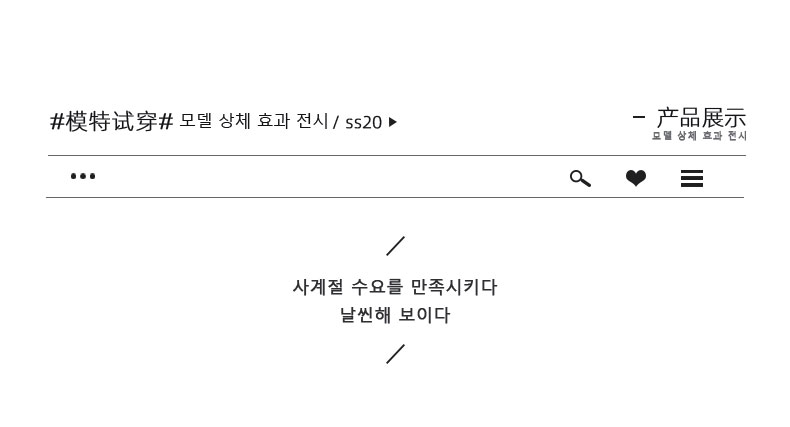 #模特试穿# 모델 상체 효과 전시 / ss20 ▶
– 产品展示
모델 상체 효과 전시
사계절 수요를 만족시키다
날씬해 보이다